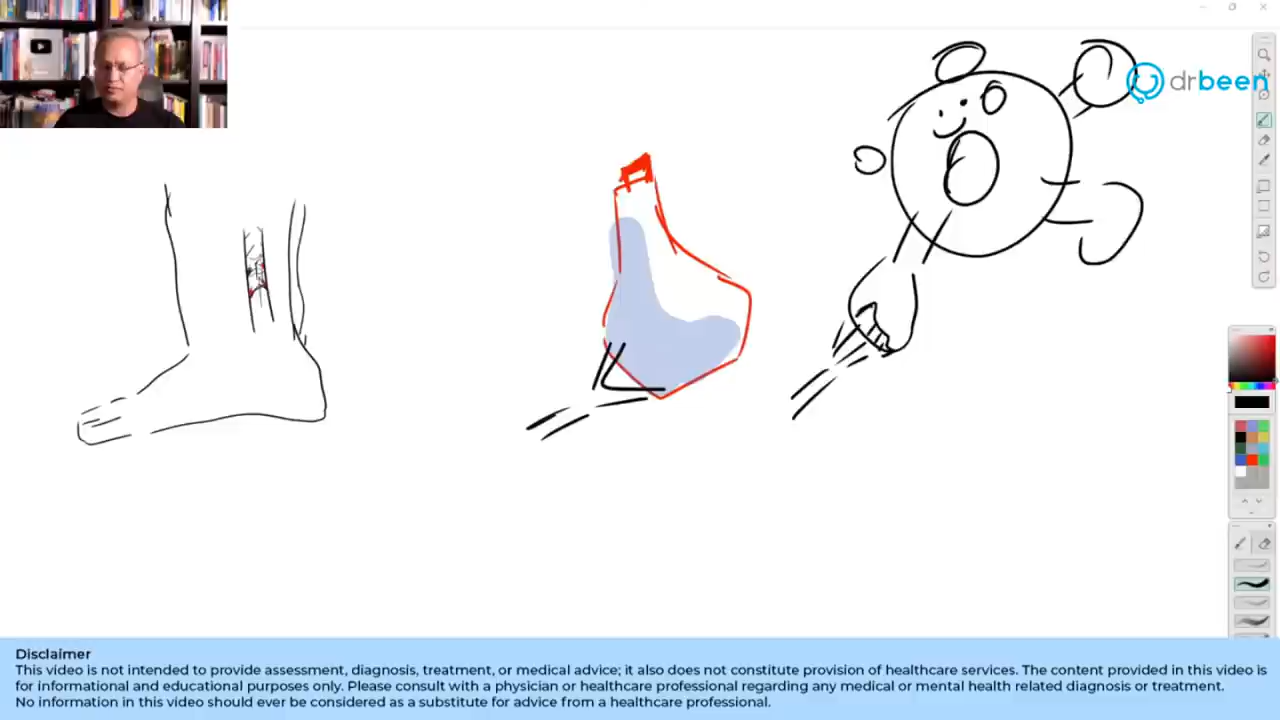 drbeen
Disclaimer
This video is not intended to provide assessment, diagnosis, treatment, or medical advice; it also does not constitute provision of healthcare services. The content provided in this video is
for informational and educational purposes only. Please consult with a physician or healthcare professional regarding any medical or mental health related diagnosis or treatment.
No information in this video should ever be considered as a substitute for advice from a healthcare professional.